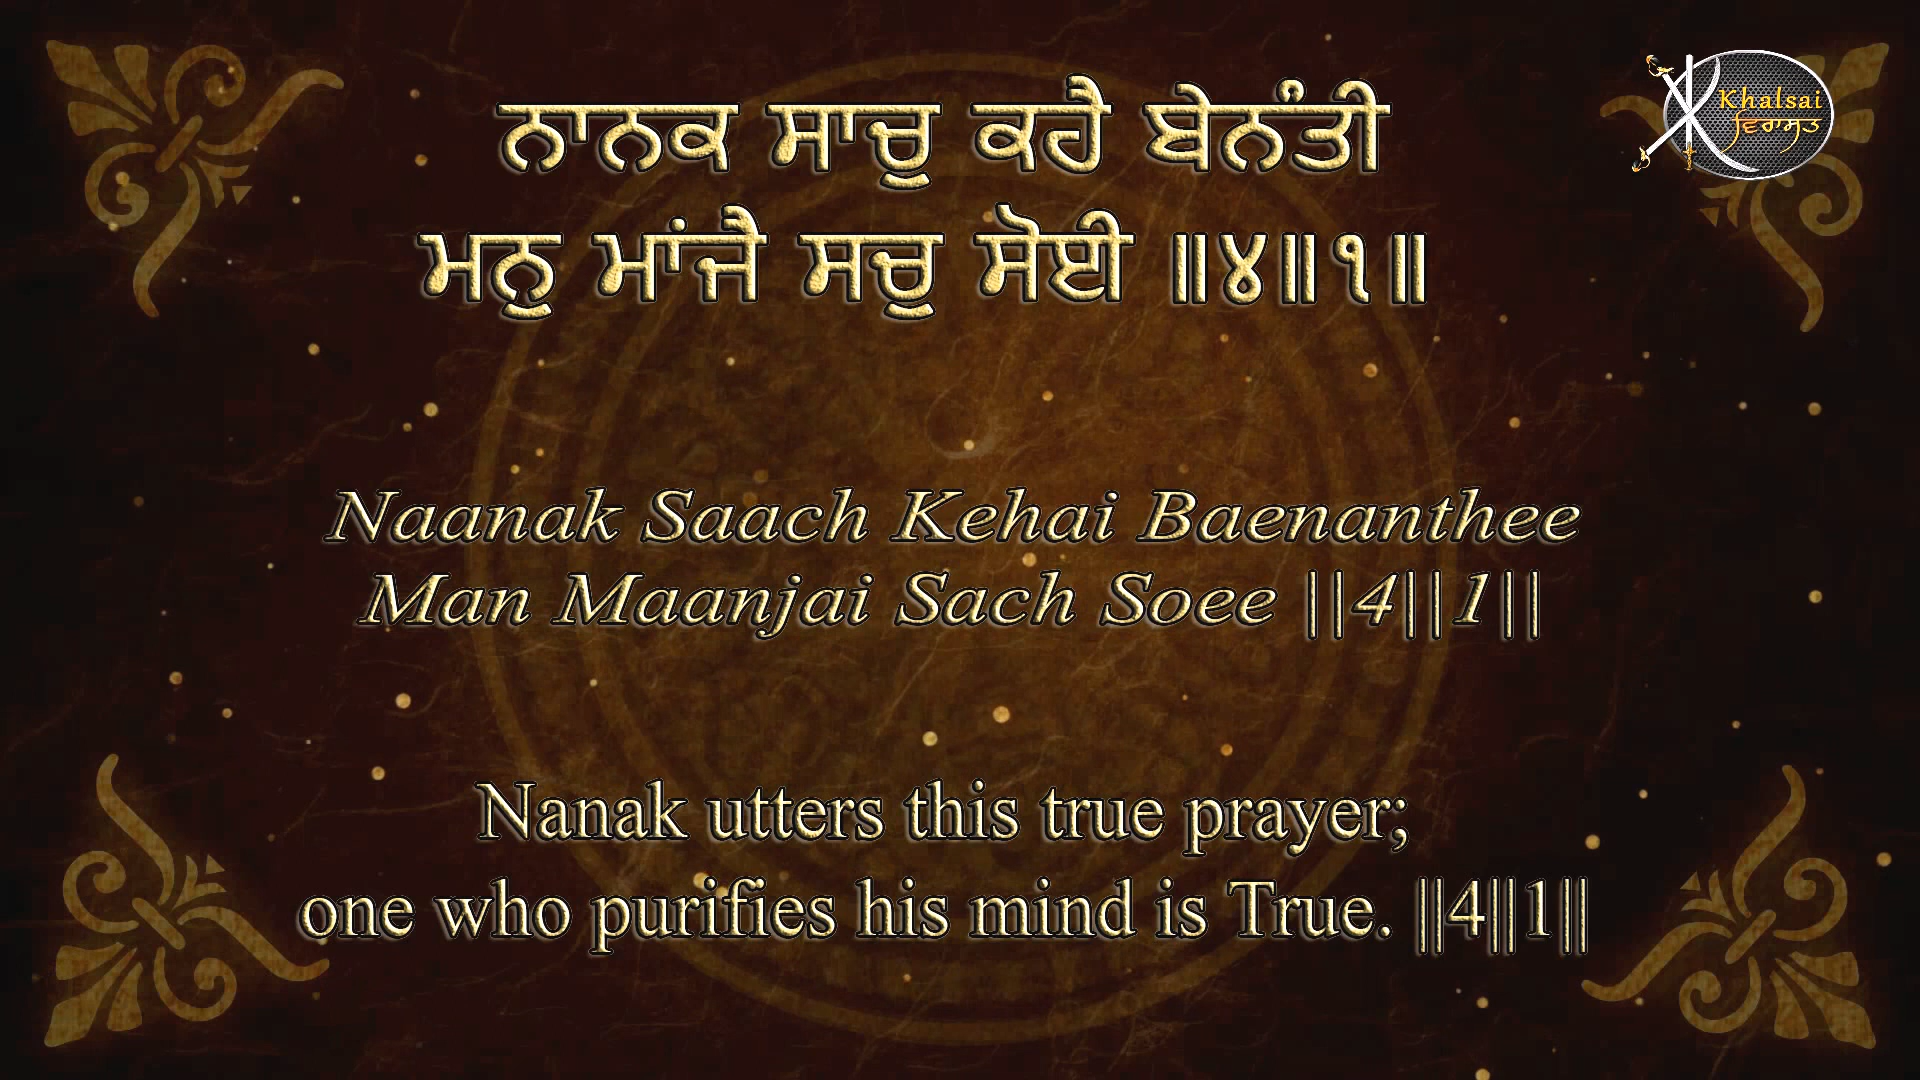 ਨਾਨਕ ਸਾਚੁ ਕਹੈ ਬੇਨੰਤੀ
ਮਨੁ ਮਾਂਜੈ ਸਚੁ ਸੋਈ ॥੪॥੧॥
Khalsai
ਵਿਰਾਸਤ
Naanak Saach Kehai Baenanthee
Man Maanjai Sach Soee ||4||1||
Nanak utters this true prayer;
one who purifies his mind is True. ||4||1||